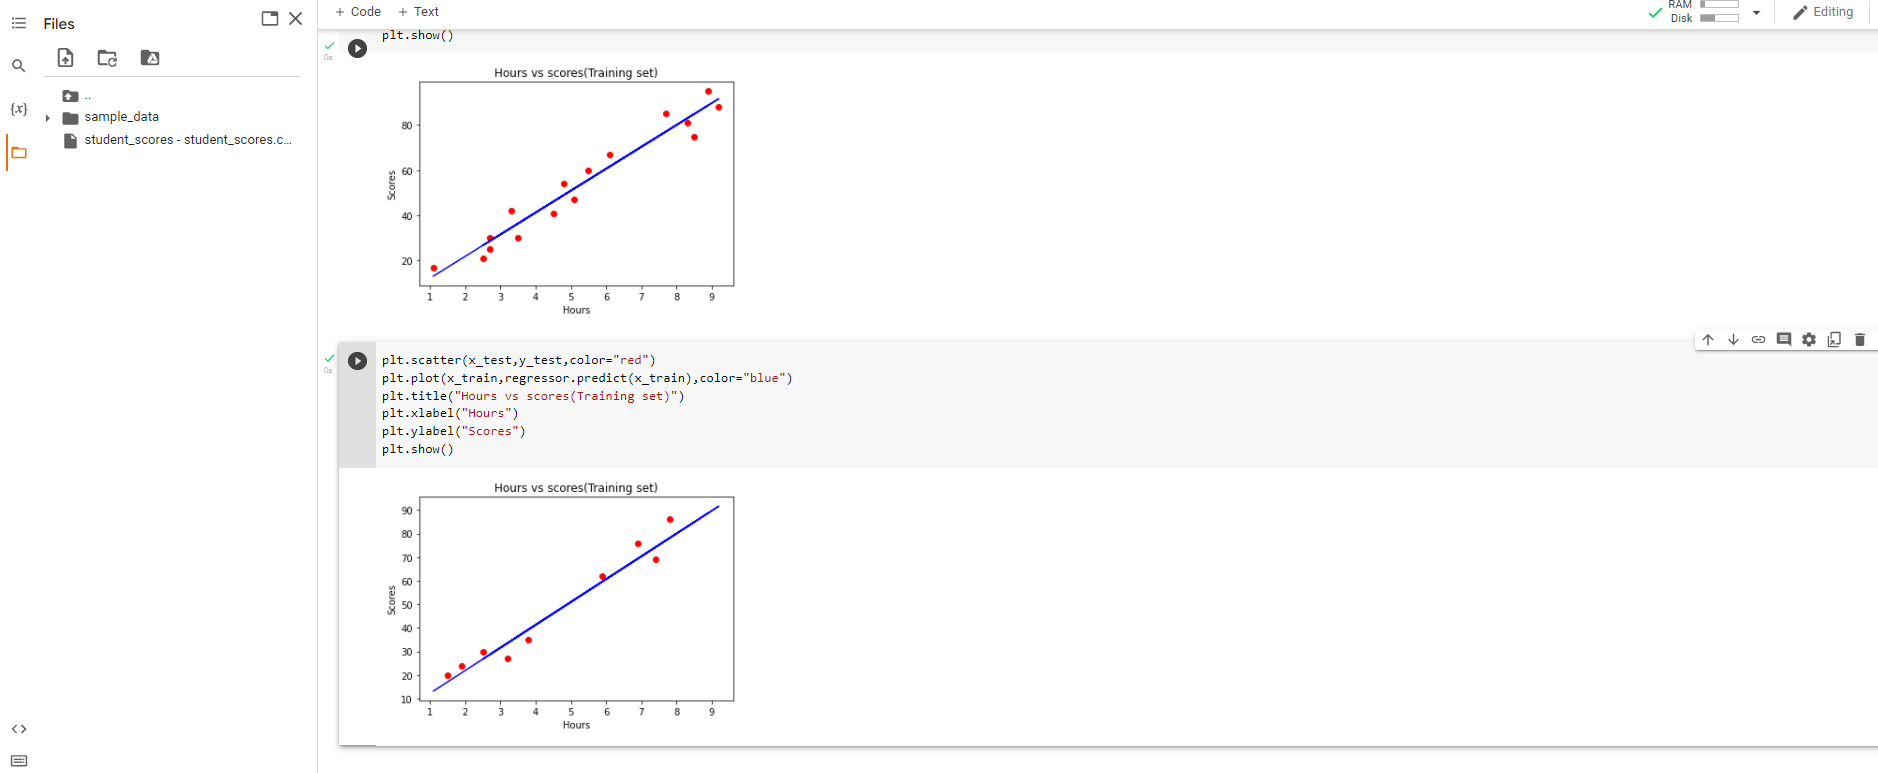 Files
..
sample_data
student_scores - student_scores.c...
{x}
<>
+ Code + Text
RAM
Disk
Editing
0s
plt.show()
Hours vs scores(Training set)
80
60
40
20
Scores
1 2 3 4 5 6 7 8 9
Hours
0s
plt.scatter(x_test,y_test,color="red")
plt.plot(x_train,regressor.predict(x_train),color="blue")
plt.title("Hours vs scores(Training set)")
plt.xlabel("Hours")
plt.ylabel("Scores")
plt.show()
Hours vs scores(Training set)
90
80
70
60
50
40
30
20
10
Scores
1 2 3 4 5 6 7 8 9
Hours